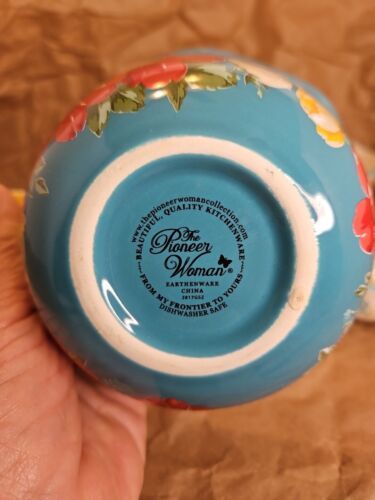 www.thepioneerwomancollection.com
BEAUTIFUL, QUALITY KITCHENWARE
The
Pioneer
Woman®
EARTHENWARE
CHINA
FROM MY FRONTIER TO YOURS
DISHWASHER SAFE